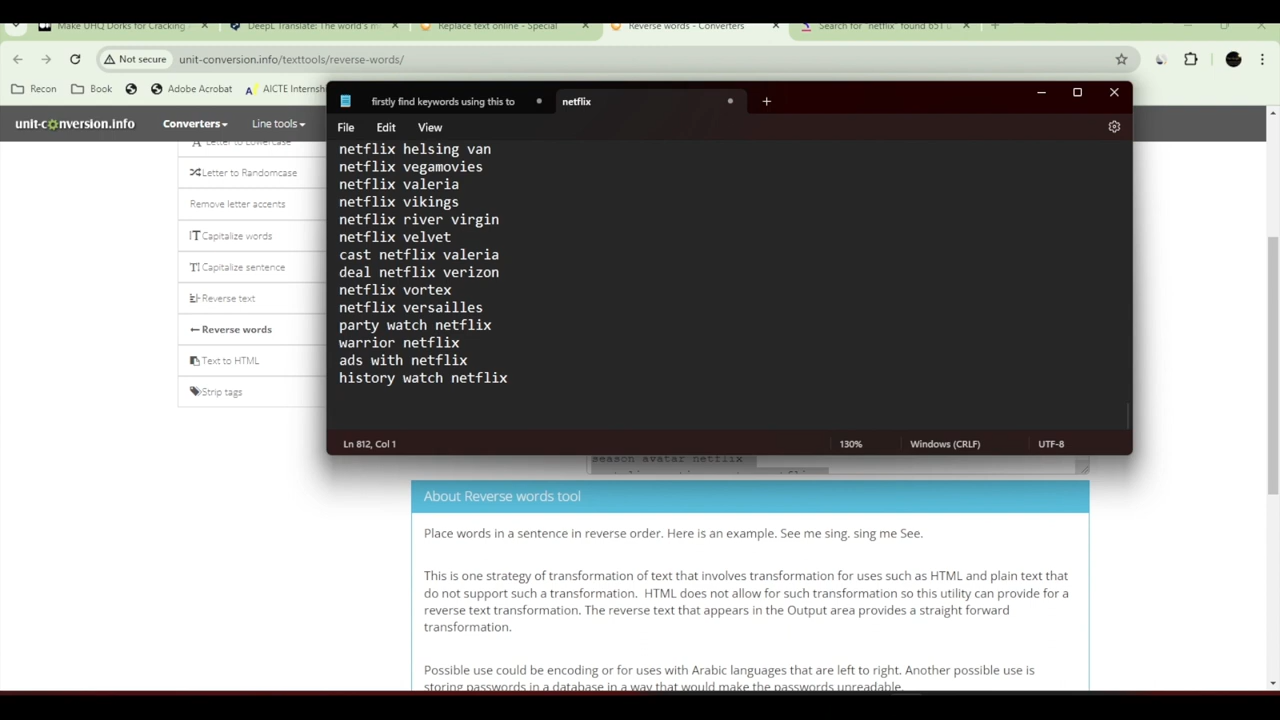 Make UHQ Dorks for Cracking
DeepL Translate: The world's m
Replace text online - Special
Reverse words - Converters
Search for "netflix" found 651
Not secure
unit-conversion.info/texttools/reverse-words/
Recon
Book
Adobe Acrobat
AICTE Internshi
unit-conversion.info
Converters
Line tools
firstly find keywords using this to
netflix
File
Edit
View
Letter to Lowercase
Letter to Randomcase
Remove letter accents
Capitalize words
Capitalize sentence
Reverse text
Reverse words
Text to HTML
Strip tags
netflix helsing van
netflix vegamovies
netflix valeria
netflix vikings
netflix river virgin
netflix velvet
cast netflix valeria
deal netflix verizon
netflix vortex
netflix versailles
party watch netflix
warrior netflix
ads with netflix
history watch netflix
Ln 812, Col 1
130%
Windows (CRLF)
UTF-8
season avatar netflix
About Reverse words tool
Place words in a sentence in reverse order. Here is an example. See me sing. sing me See.
This is one strategy of transformation of text that involves transformation for uses such as HTML and plain text that
do not support such a transformation. HTML does not allow for such transformation so this utility can provide for a
reverse text transformation. The reverse text that appears in the Output area provides a straight forward
transformation.
Possible use could be encoding or for uses with Arabic languages that are left to right. Another possible use is
storing passwords in a database in a way that would make the passwords unreadable.